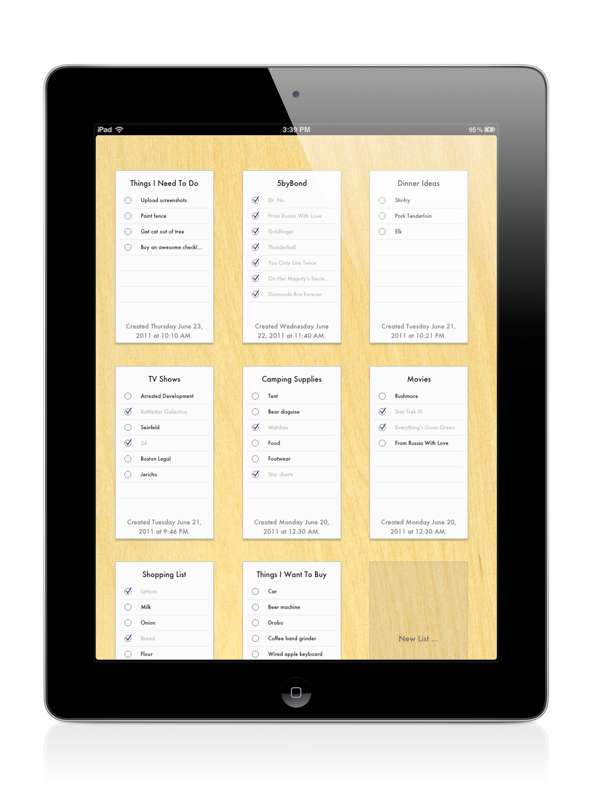 iPad 3:39 PM 95%
Things I Need To Do
Upload screenshots
Paint fence
Get cat out of tree
Buy an awesome checkl...
Created Thursday June 23,
2011 at 10:10 AM.
5byBond
Dr. No
From Russia With Love
Goldfinger
Thunderball
You Only Live Twice
On Her Majesty's Secre...
Diamonds Are Forever
Created Wednesday June
22, 2011 at 11:40 AM.
Dinner Ideas
Stir-fry
Pork Tenderloin
Elk
Created Tuesday June 21,
2011 at 10:21 PM.
TV Shows
Arrested Development
Battlestar Galactica
Seinfeld
24
Boston Legal
Jericho
Created Tuesday June 21,
2011 at 9:46 PM.
Camping Supplies
Tent
Bear disguise
Matches
Food
Footwear
Star charts
Created Monday June 20,
2011 at 12:30 AM.
Movies
Rushmore
Star Trek XI
Everything's Gone Green
From Russia With Love
Created Monday June 20,
2011 at 12:30 AM.
Shopping List
Lettuce
Milk
Onion
Bread
Flour
Things I Want To Buy
Car
Beer machine
Drobo
Coffee hand grinder
Wired apple keyboard
New List ...